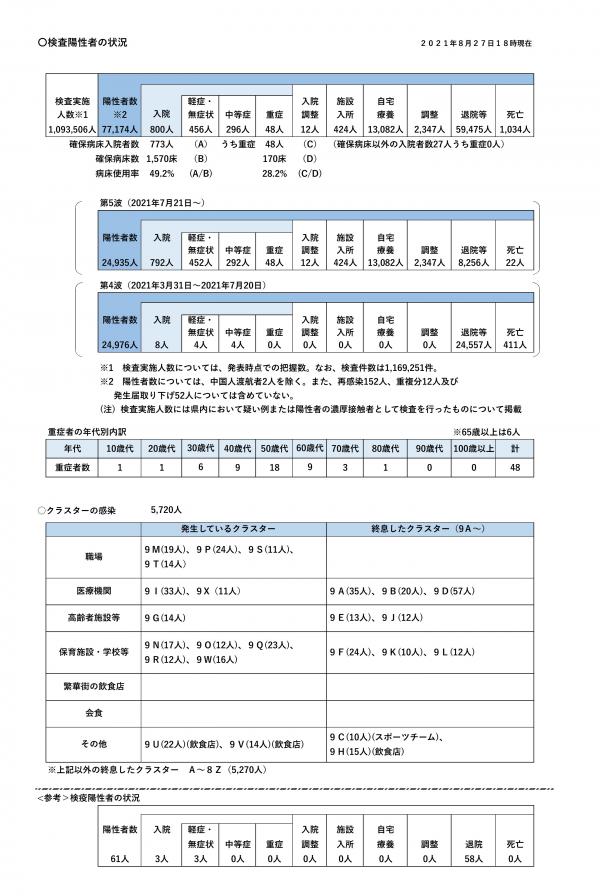 〇検査陽性者の状況
２０２１年８月２７日１８時現在
検査実施人数※1 陽性者数※2 入院 軽症・無症状 中等症 重症 入院調整 施設入所 自宅療養 調整 退院等 死亡
1,093,506人 77,174人 800人 456人 296人 48人 12人 424人 13,082人 2,347人 59,475人 1,034人
確保病床入院者数 773人 （A） うち重症 48人 （C） （確保病床以外の入院者数27人うち重症0人）
確保病床数 1,570床 （B） 170床 （D）
病床使用率 49.2% （A/B） 28.2% （C/D）
第5波（2021年7月21日～）
陽性者数 入院 軽症・無症状 中等症 重症 入院調整 施設入所 自宅療養 調整 退院等 死亡
24,935人 792人 452人 292人 48人 12人 424人 13,082人 2,347人 8,256人 22人
第4波（2021年3月31日～2021年7月20日）
陽性者数 入院 軽症・無症状 中等症 重症 入院調整 施設入所 自宅療養 調整 退院等 死亡
24,976人 8人 4人 4人 0人 0人 0人 0人 0人 24,557人 411人
※1 検査実施人数については、発表時点での把握数。なお、検査件数は1,169,251件。
※2 陽性者数については、中国人渡航者2人を除く。また、再感染152人、重複分12人及び
発生届取り下げ52人については含めていない。
(注) 検査実施人数には県内において疑い例または陽性者の濃厚接触者として検査を行ったものについて掲載
重症者の年代別内訳 ※65歳以上は6人
年代 10歳代 20歳代 30歳代 40歳代 50歳代 60歳代 70歳代 80歳代 90歳代 100歳以上 計
重症者数 1 1 6 9 18 9 3 1 0 0 48
〇クラスターの感染 5,720人
発生しているクラスター 終息したクラスター（９A～）
職場 ９Ｍ(19人)、９Ｐ(24人)、９Ｓ(11人)、
９Ｔ(14人)
医療機関 ９Ｉ(33人)、９Ｘ（11人） ９Ａ(35人)、９Ｂ(20人)、９Ｄ(57人)
高齢者施設等 ９Ｇ(14人) ９Ｅ(13人)、９Ｊ(12人)
保育施設・学校等 ９Ｎ(17人)、９Ｏ(12人)、９Ｑ(23人)、
９Ｒ(12人)、９Ｗ(16人) ９Ｆ(24人)、９Ｋ(10人)、９Ｌ(12人)
繁華街の飲食店
会食
その他 ９Ｕ(22人)(飲食店)、９Ｖ(14人)(飲食店) ９Ｃ(10人)(スポーツチーム)、
９Ｈ(15人)(飲食店)
※上記以外の終息したクラスター Ａ～８Ｚ（5,270人）
<参考＞検疫陽性者の状況
陽性者数 入院 軽症・無症状 中等症 重症 入院調整 施設入所 自宅療養 調整 退院 死亡
61人 3人 3人 0人 0人 0人 0人 0人 0人 58人 0人